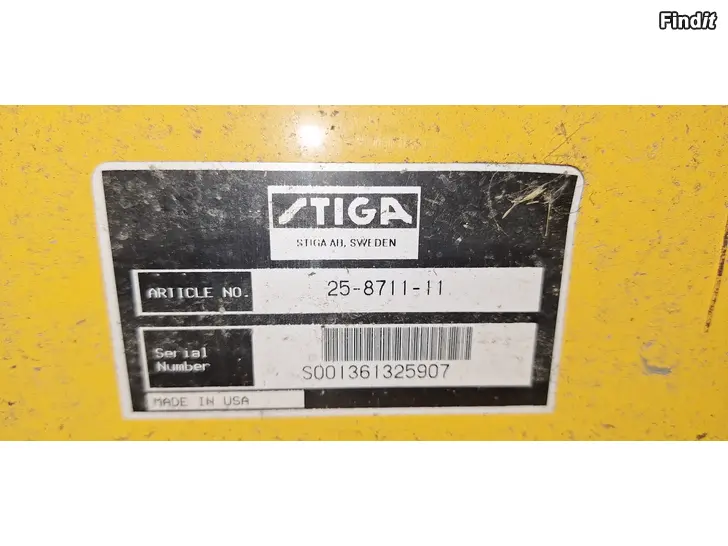 Findit
STIGA
STIGA AB, SWEDEN
ARTICLE NO. 25-8711-11
Serial Number S001361325907
MADE IN USA